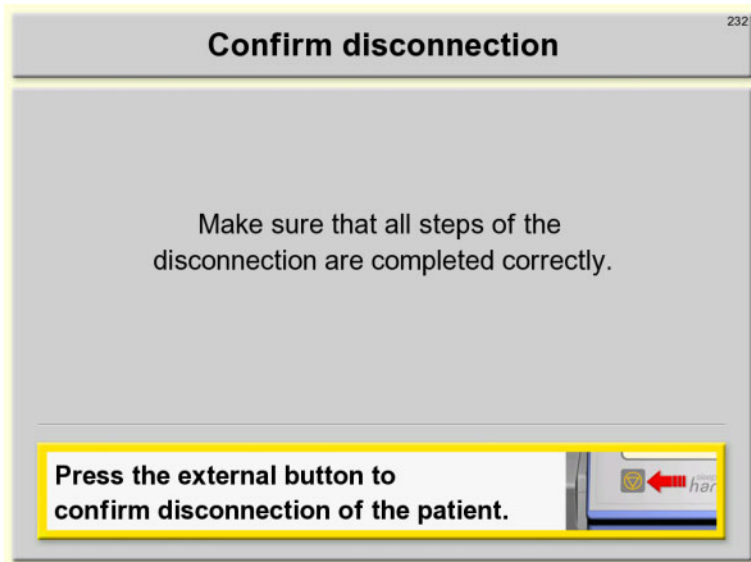 232
Confirm disconnection
Make sure that all steps of the
disconnection are completed correctly.
Press the external button to
confirm disconnection of the patient.
sleep